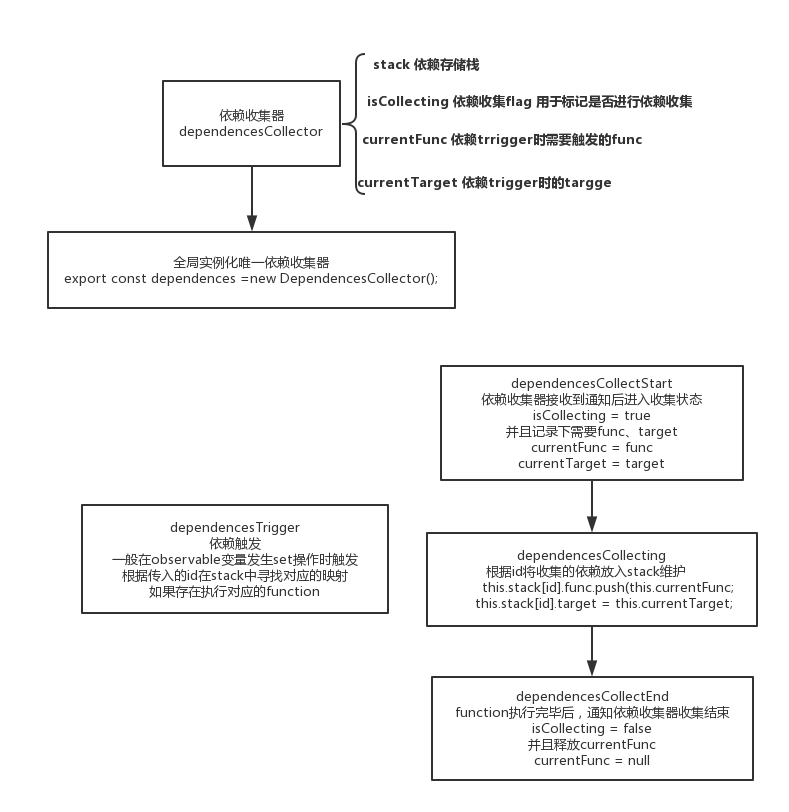 依赖收集器
dependencesCollector
stack 依赖存储栈
isCollecting 依赖收集flag 用于标记是否进行依赖收集
currentFunc 依赖trrigger时需要触发的func
currentTarget 依赖trigger时的targge
全局实例化唯一依赖收集器
export const dependences =new DependencesCollector();
dependencesCollectStart
依赖收集器接收到通知后进入收集状态
isCollecting = true
并且记录下需要func、target
currentFunc = func
currentTarget = target
dependencesTrigger
依赖触发
一般在observable变量发生set操作时触发
根据传入的id在stack中寻找对应的映射
如果存在执行对应的function
dependencesCollecting
根据id将收集的依赖放入stack维护
this.stack[id].func.push(this.currentFunc;
this.stack[id].target = this.currentTarget;
dependencesCollectEnd
function执行完毕后，通知依赖收集器收集结束
isCollecting = false
并且释放currentFunc
currentFunc = null